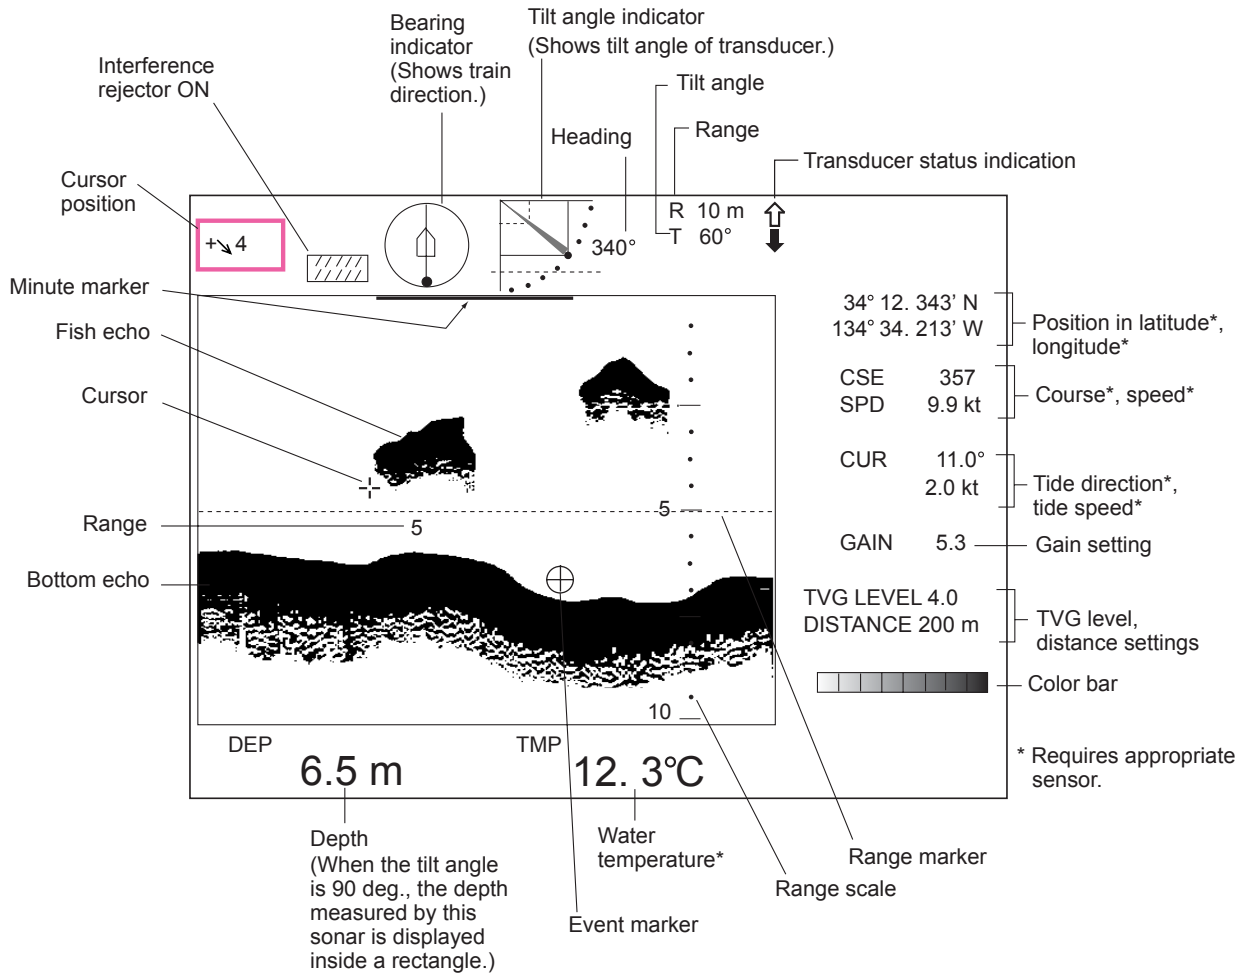 Bearing
indicator
(Shows train
direction.)
Tilt angle indicator
(Shows tilt angle of transducer.)
Interference
rejector ON
Tilt angle
Heading
Range
Transducer status indication
Cursor
position
+ 4
340°
R 10 m
T 60°
Minute marker
Fish echo
Cursor
Range
Bottom echo
5
5
10
34° 12. 343’ N
134° 34. 213’ W
Position in latitude*,
longitude*
CSE 357
SPD 9.9 kt
Course*, speed*
CUR 11.0°
2.0 kt
Tide direction*,
tide speed*
GAIN 5.3
Gain setting
TVG LEVEL 4.0
DISTANCE 200 m
TVG level,
distance settings
Color bar
DEP
6.5 m
TMP
12. 3°C
* Requires appropriate
sensor.
Depth
(When the tilt angle
is 90 deg., the depth
measured by this
sonar is displayed
inside a rectangle.)
Water
temperature*
Event marker
Range marker
Range scale